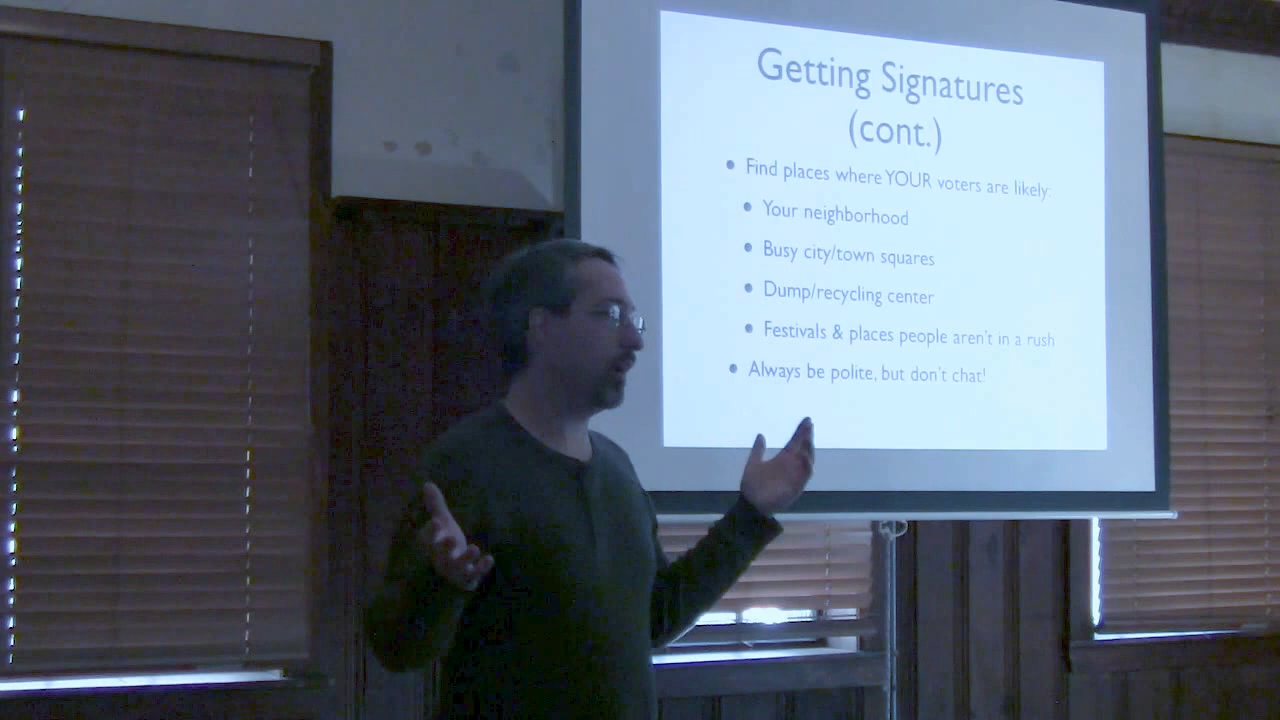 Getting Signatures
(cont.)
• Find places where YOUR voters are likely:
• Your neighborhood
• Busy city/town squares
• Dump/recycling center
• Festivals & places people aren't in a rush
• Always be polite, but don't chat!